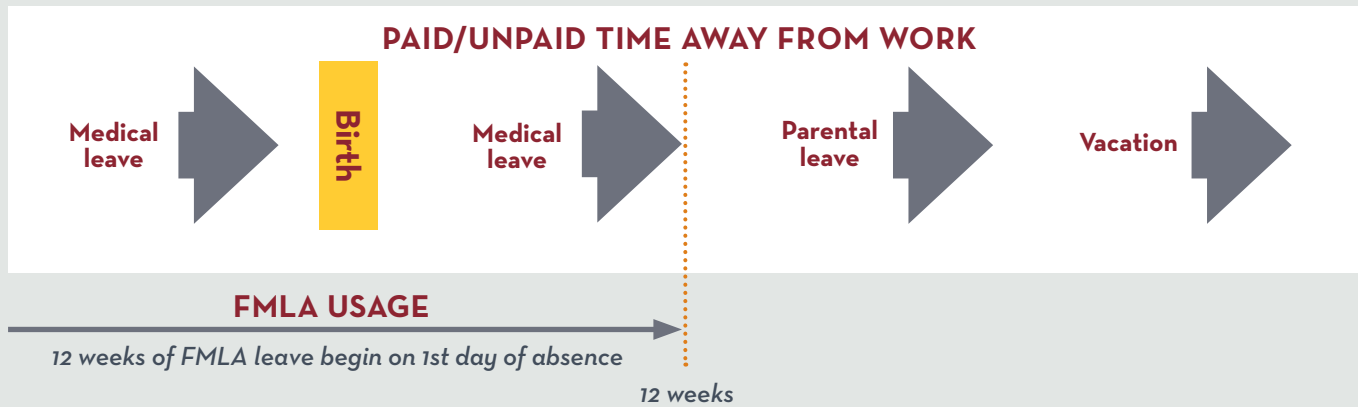 PAID/UNPAID TIME AWAY FROM WORK
Medical
leave
Birth
Medical
leave
Parental
leave
Vacation
FMLA USAGE
12 weeks of FMLA leave begin on 1st day of absence
12 weeks